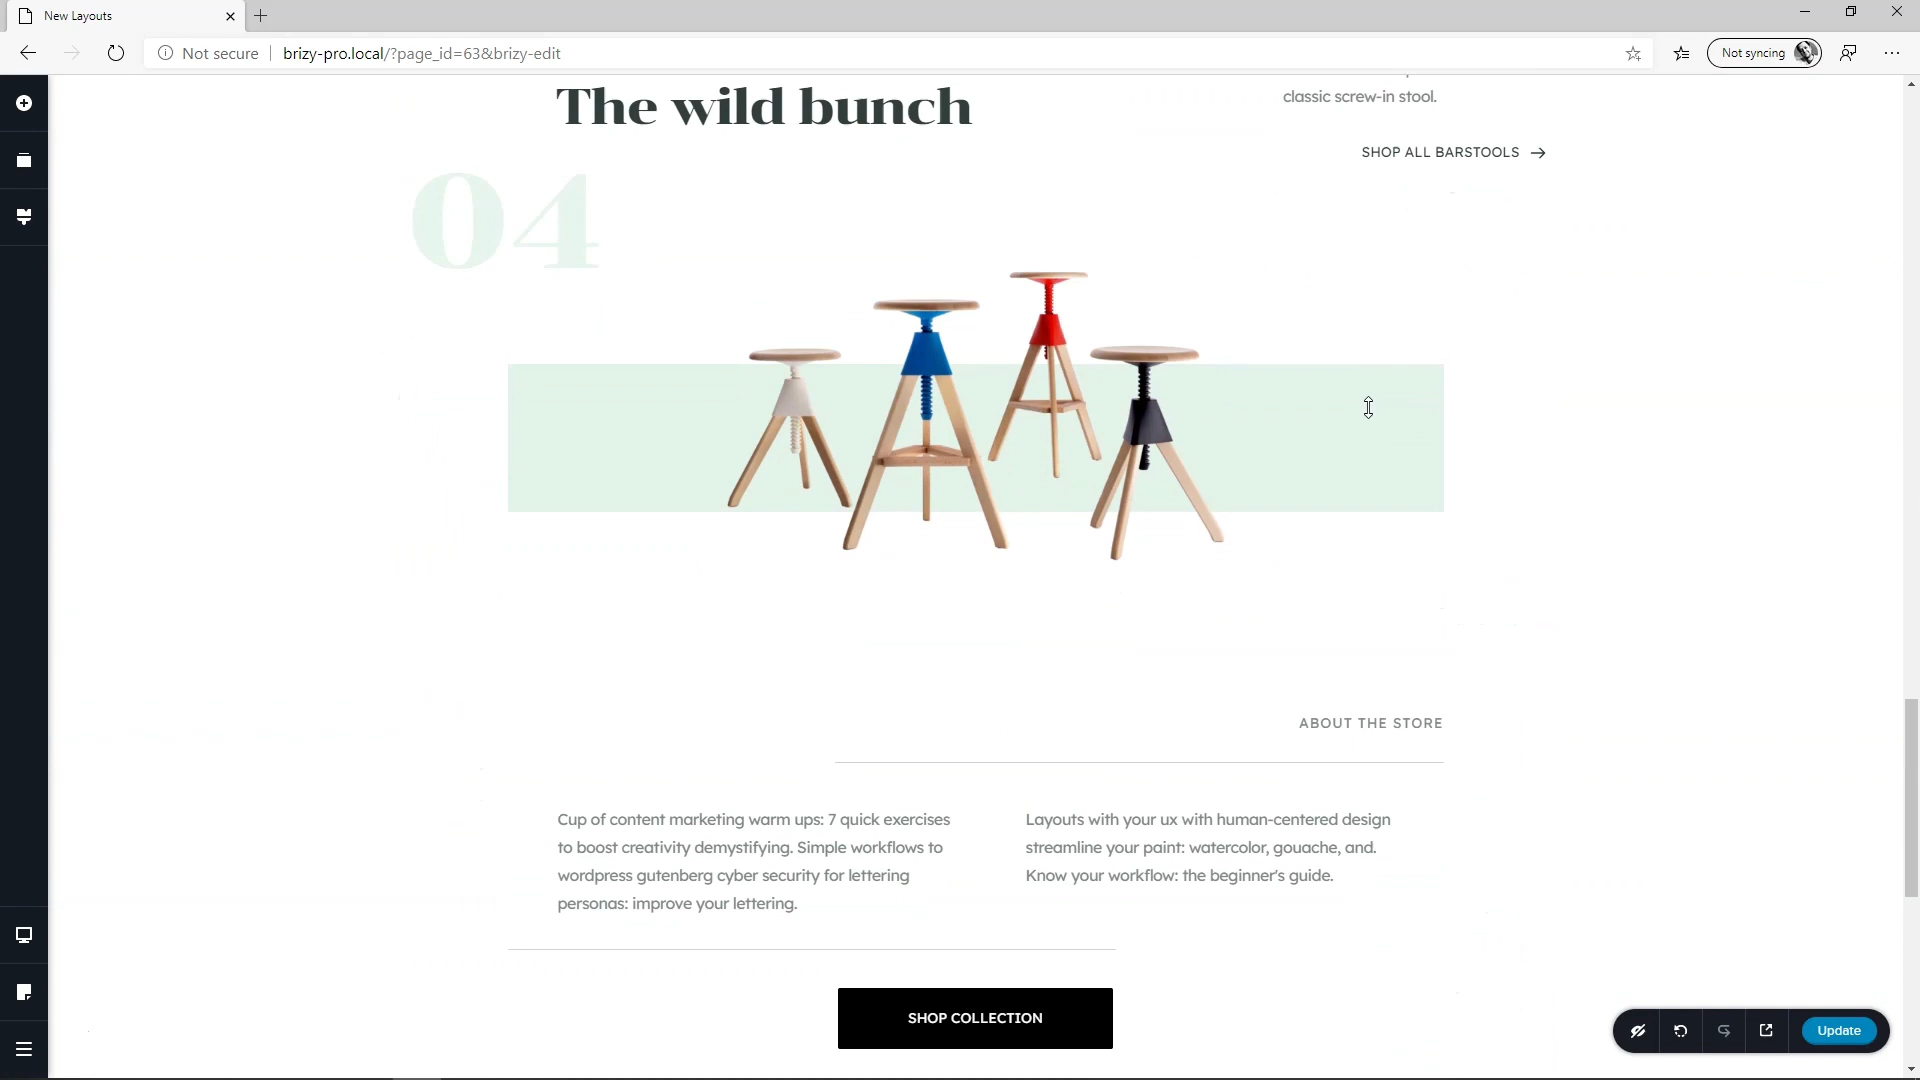 New Layouts
Not secure
brizy-pro.local/?page_id=63&brizy-edit
Not syncing
The wild bunch
classic screw-in stool.
SHOP ALL BARSTOOLS
04
ABOUT THE STORE
Cup of content marketing warm ups: 7 quick exercises
to boost creativity demystifying. Simple workflows to
wordpress gutenberg cyber security for lettering
personas: improve your lettering.
Layouts with your ux with human-centered design
streamline your paint: watercolor, gouache, and.
Know your workflow: the beginner's guide.
SHOP COLLECTION
Update